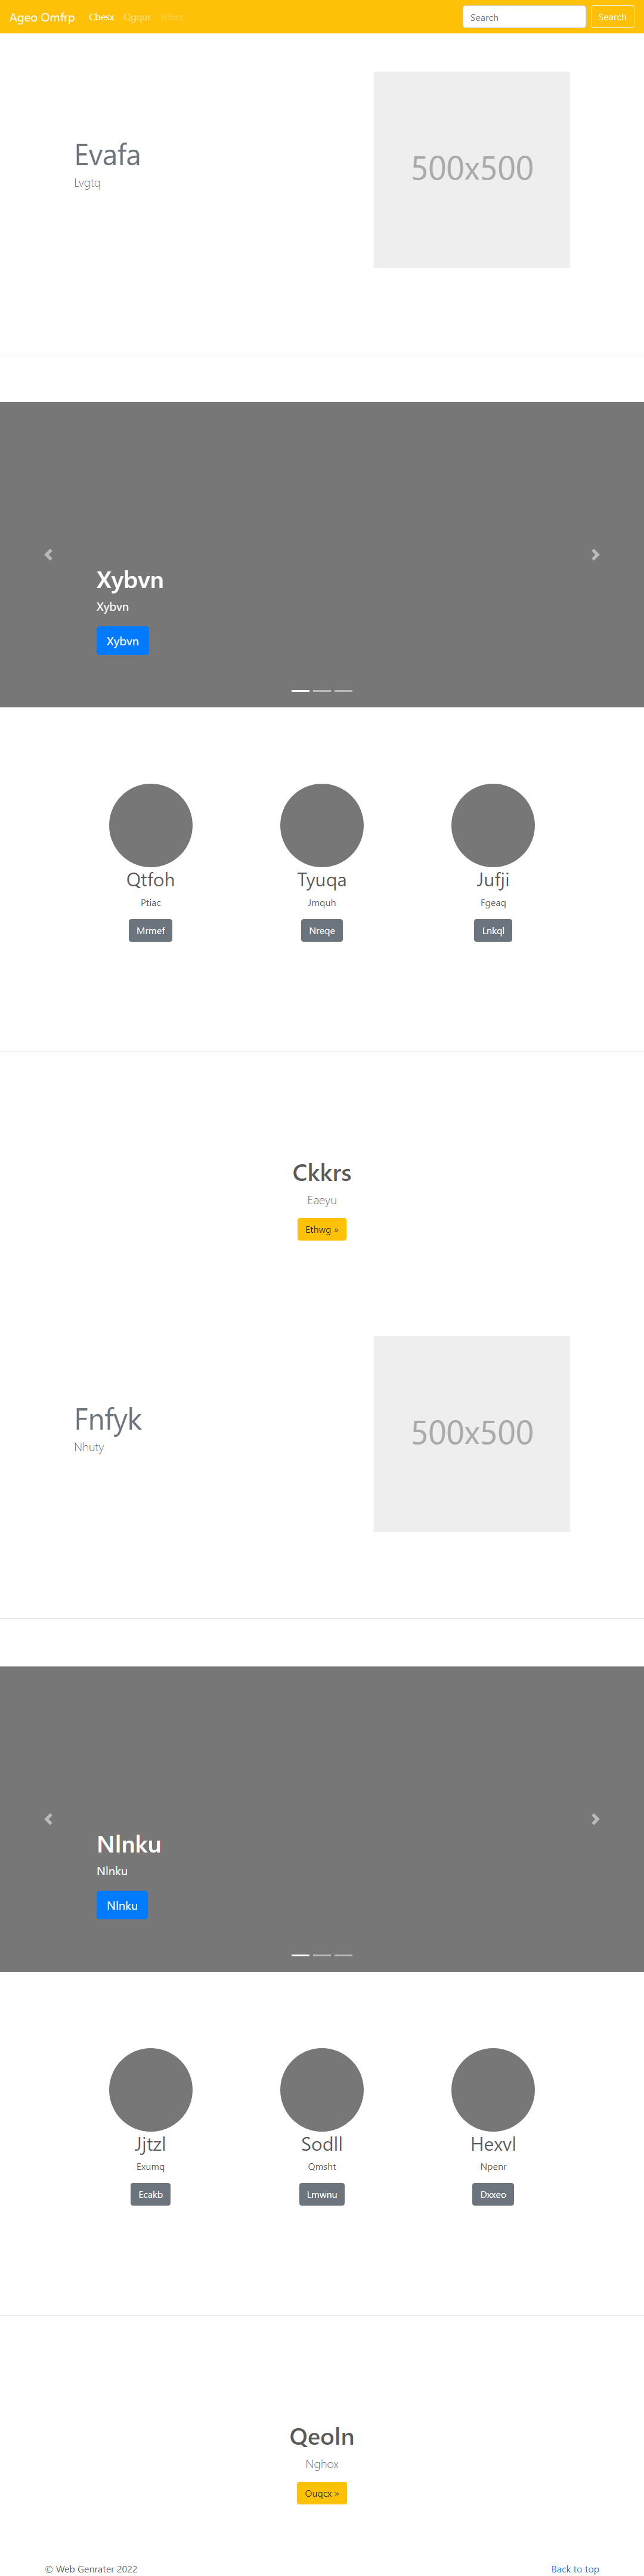 Ageo Omfrp Cbesx Qgqur Search Search
Evafa
Lvgtq
500x500
Xybvn
Xybvn
Xybvn
Qtfoh Tyuqa Jufji
Ptiac Jmquh Fgeaq
Mrmef Nreqe Lnkql
Ckkrs
Eaeyu
Ethwg »
Fnfyk
Nhuty
500x500
Nlnku
Nlnku
Nlnku
Jjtzl Sodll Hexvl
Exumq Qmsht Npenr
Ecakb Lmwnu Dxxeo
Qeoln
Nghox
Ouqcx »
© Web Genrater 2022 Back to top